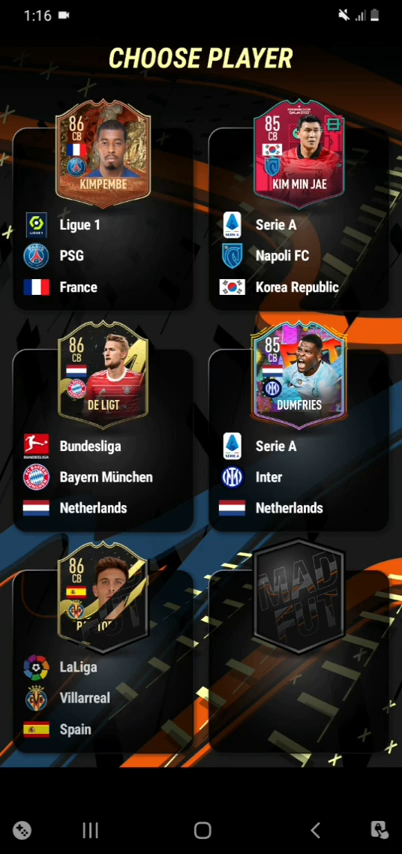 1:16
CHOOSE PLAYER
86
CB
KIMPEMBE
Ligue 1
PSG
France
85
CB
KIM MIN JAE
Serie A
Napoli FC
Korea Republic
86
CB
DE LIGT
Bundesliga
Bayern München
Netherlands
85
CB
DUMFRIES
Serie A
Inter
Netherlands
86
CB
LaLiga
Villarreal
Spain
MAD
FUT